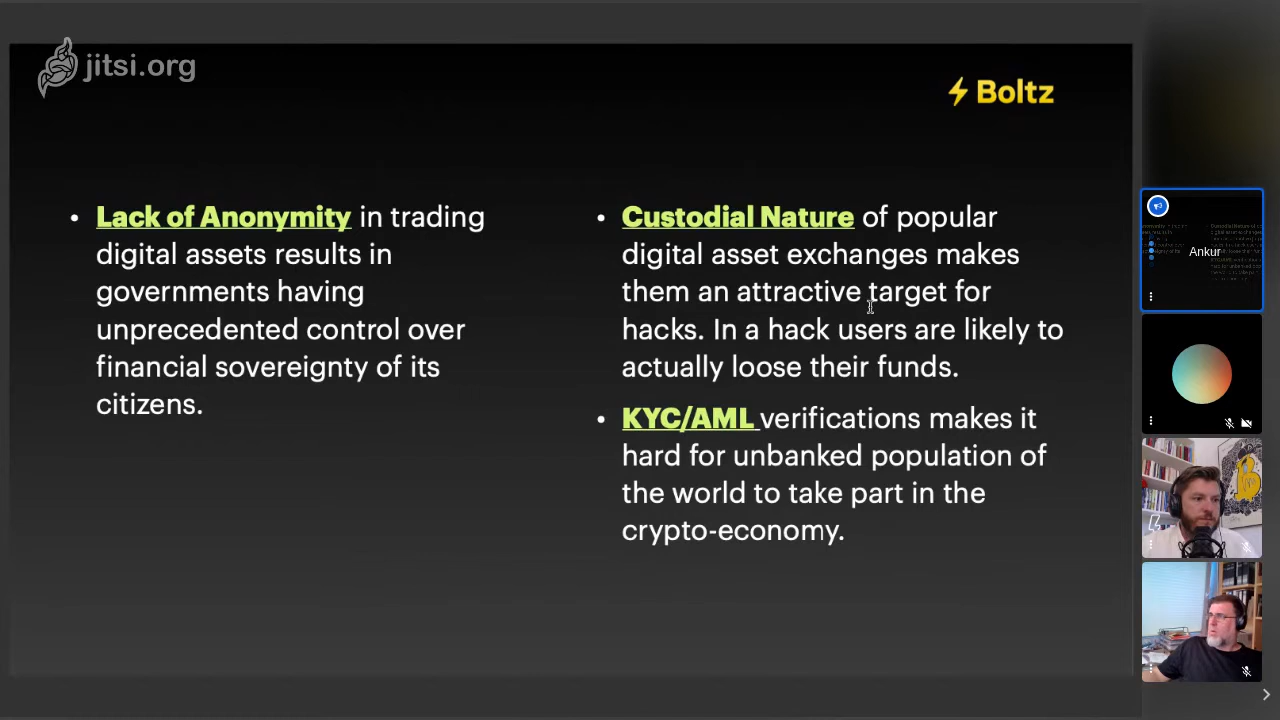 jitsi.org
Boltz
• Lack of Anonymity in trading
digital assets results in
governments having
unprecedented control over
financial sovereignty of its
citizens.
• Custodial Nature of popular
digital asset exchanges makes
them an attractive target for
hacks. In a hack users are likely to
actually loose their funds.
• KYC/AML verifications makes it
hard for unbanked population of
the world to take part in the
crypto-economy.
Ankur